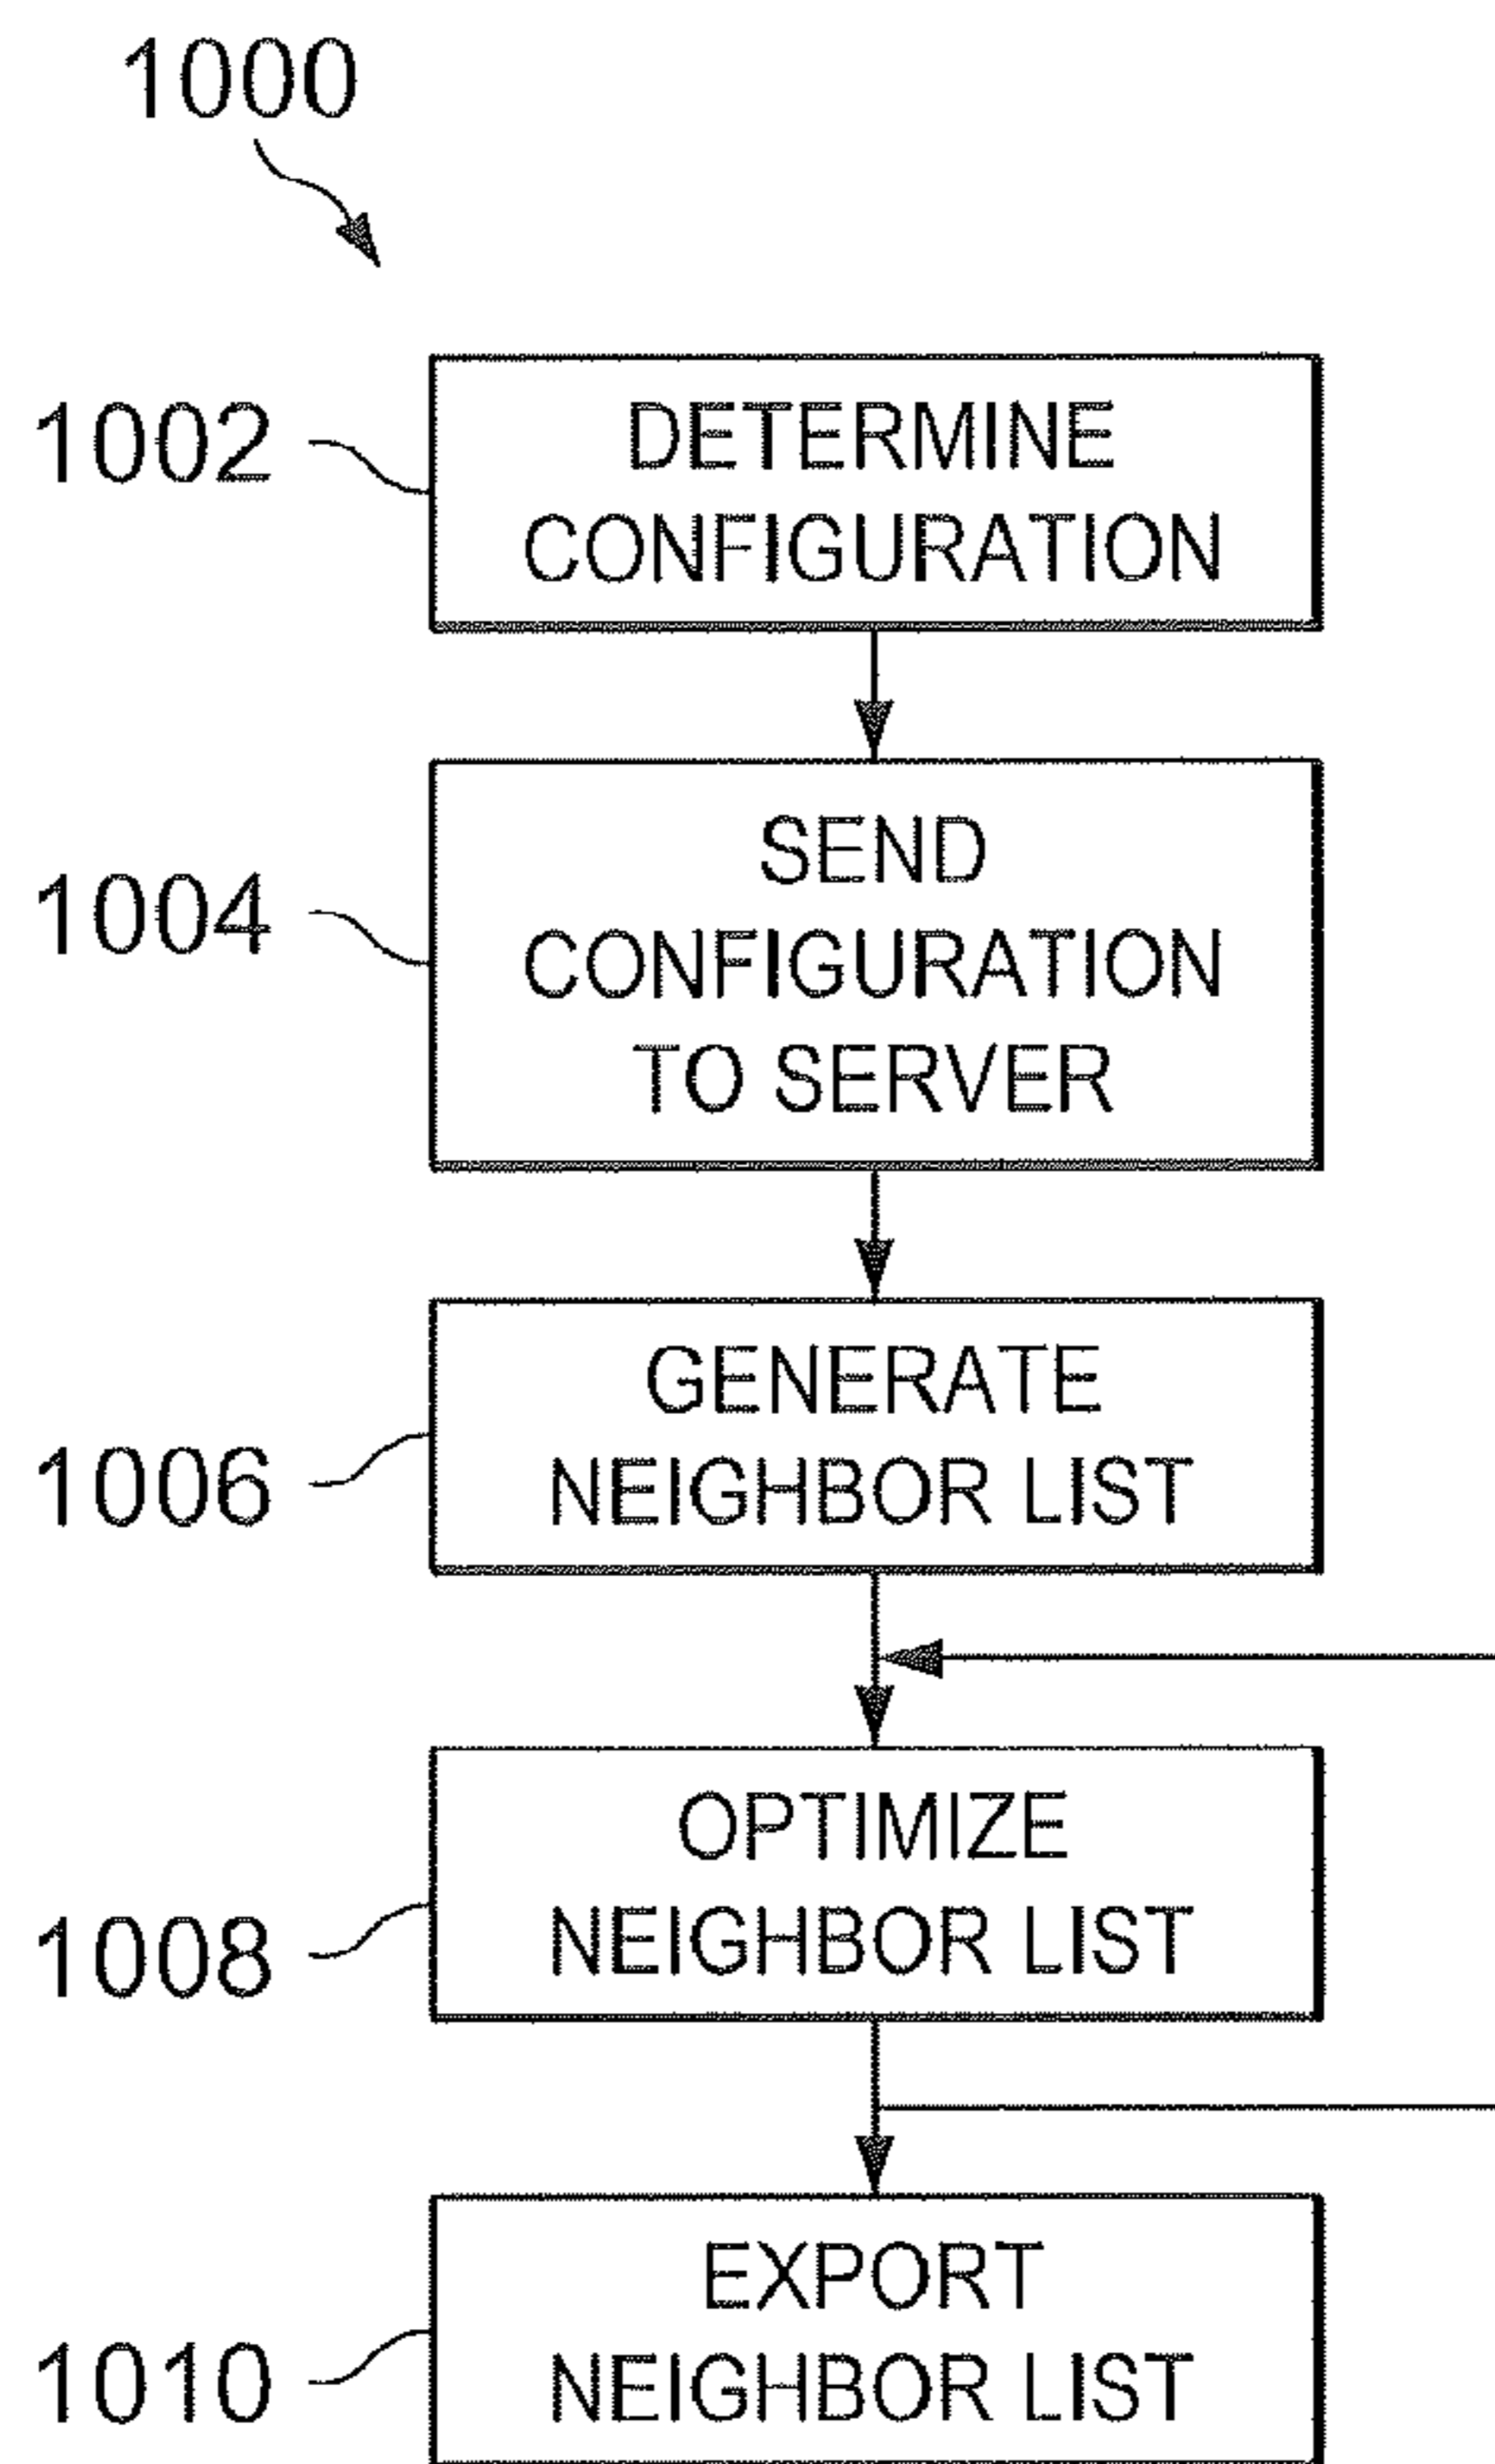 1000
1002
DETERMINE
CONFIGURATION
1004
SEND
CONFIGURATION
TO SERVER
1006
GENERATE
NEIGHBOR LIST
1008
OPTIMIZE
NEIGHBOR LIST
1010
EXPORT
NEIGHBOR LIST